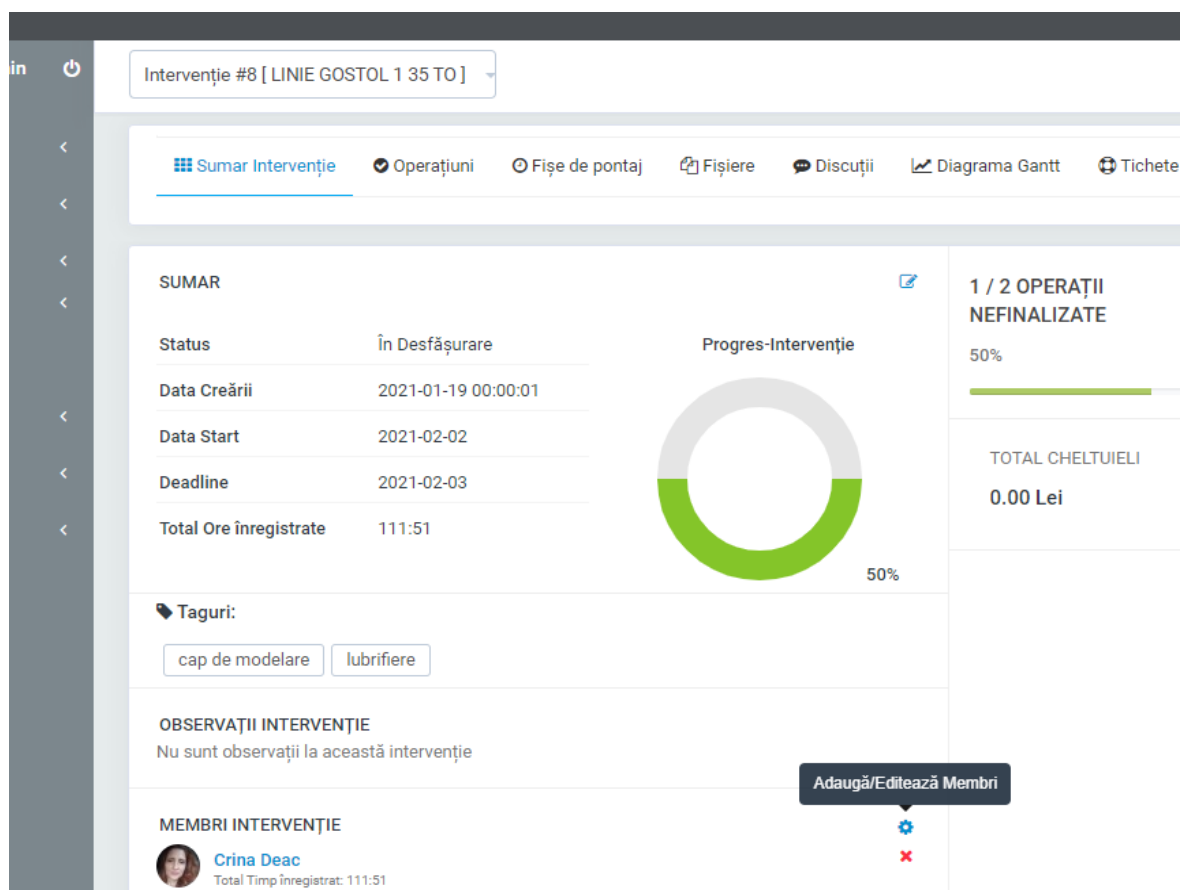 in
Intervenție #8 [ LINIE GOSTOL 1 35 TO ]
Sumar Intervenție Operațiuni Fișe de pontaj Fișiere Discuții Diagrama Gantt Tichete
SUMAR
Status În Desfășurare
Data Creării 2021-01-19 00:00:01
Data Start 2021-02-02
Deadline 2021-02-03
Total Ore înregistrate 111:51
Progres-Intervenție
50%
1 / 2 OPERAȚII
NEFINALIZATE
50%
TOTAL CHELTUIELI
0.00 Lei
Taguri:
cap de modelare lubrifiere
OBSERVAȚII INTERVENȚIE
Nu sunt observații la această intervenție
Adaugă/Editează Membri
MEMBRI INTERVENȚIE
Crina Deac
Total Timp înregistrat: 111:51